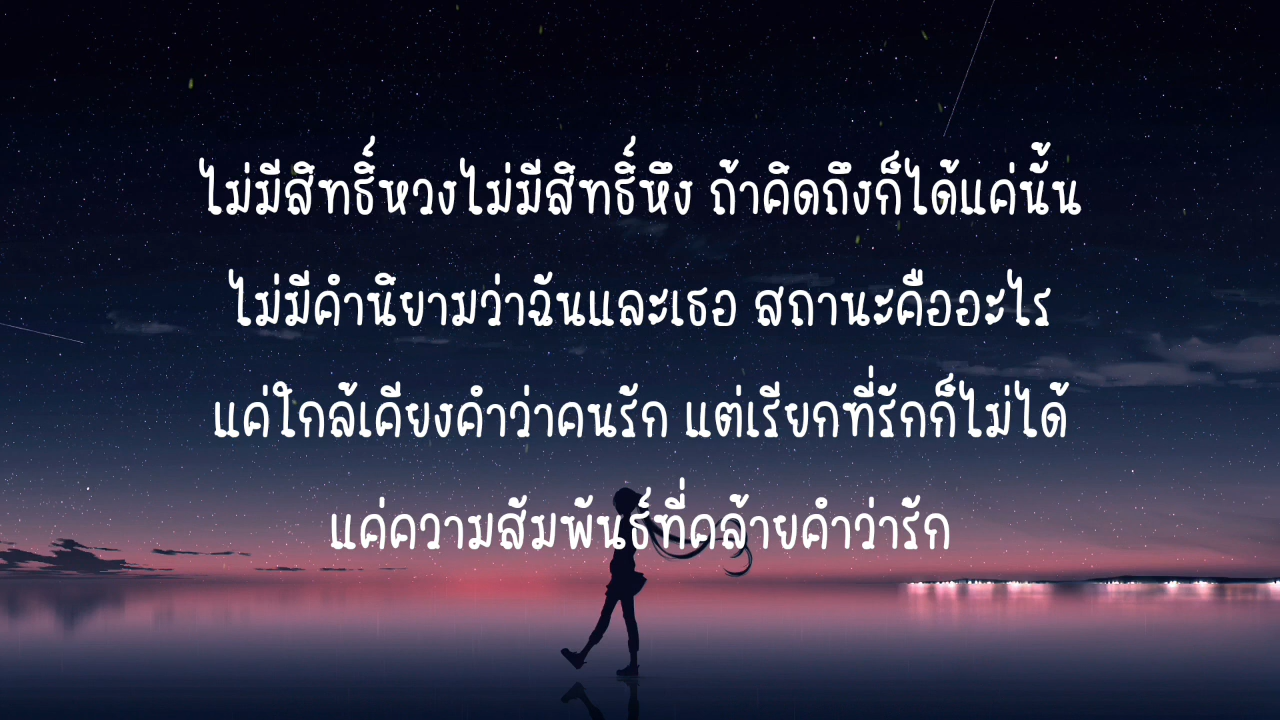 ไม่มีสิทธิ์หวงไม่มีสิทธิ์หึง ถ้าคิดถึงก็ได้แค่นั้น
ไม่มีคำนิยามว่าฉันและเธอ สถานะคืออะไร
แค่ใกล้เคียงคำว่าคนรัก แต่เรียกที่รักก็ไม่ได้
แค่ความสัมพันธ์ที่คล้ายคำว่ารัก